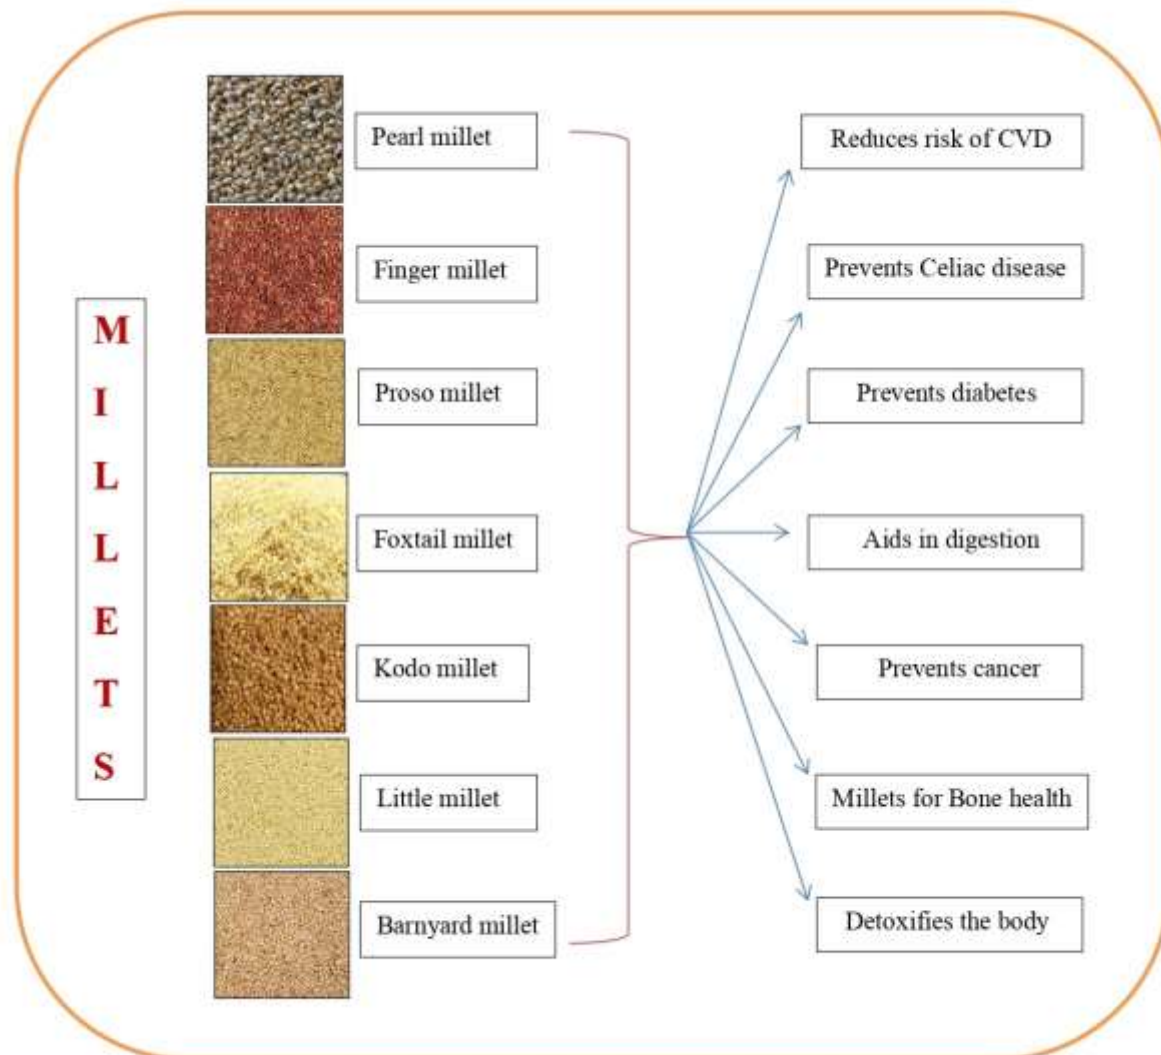 MILLETS
Pearl millet
Finger millet
Proso millet
Foxtail millet
Kodo millet
Little millet
Barnyard millet
Reduces risk of CVD
Prevents Celiac disease
Prevents diabetes
Aids in digestion
Prevents cancer
Millets for Bone health
Detoxifies the body